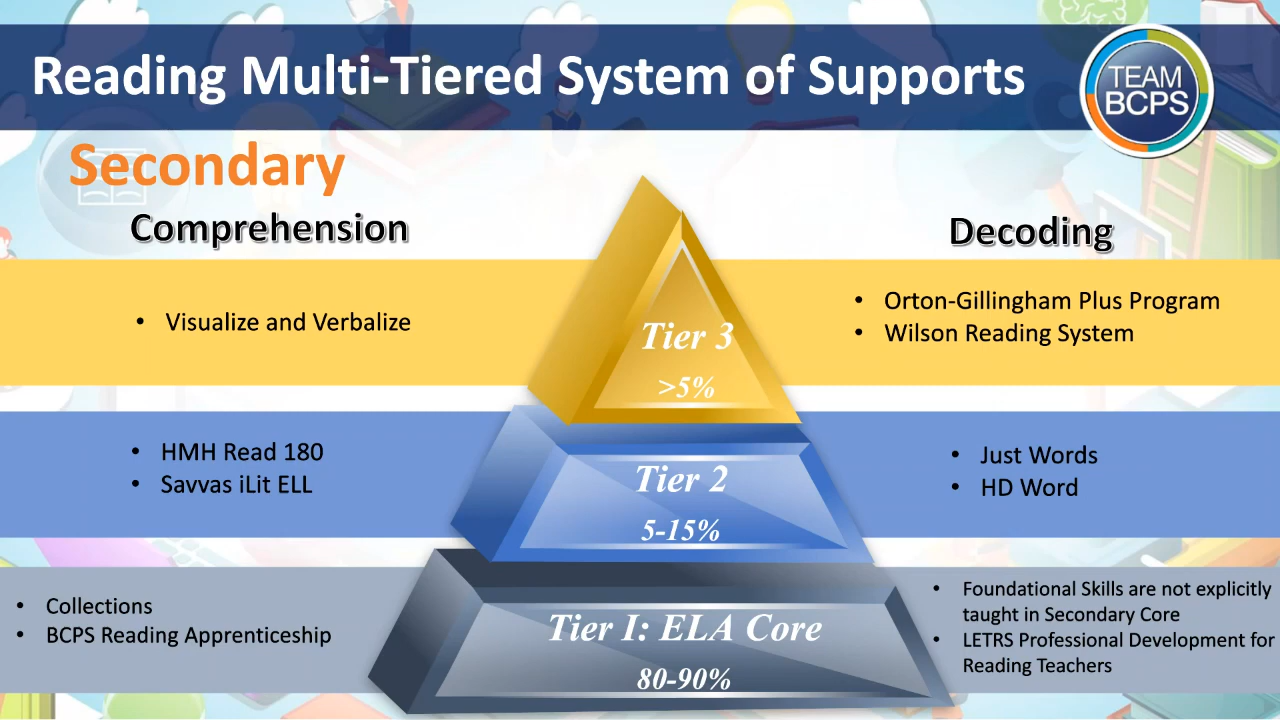 Reading Multi-Tiered System of Supports
TEAM
BCPS
Secondary
Comprehension
Decoding
• Visualize and Verbalize
Tier 3
>5%
• Orton-Gillingham Plus Program
• Wilson Reading System
• HMH Read 180
• Savvas iLit ELL
Tier 2
5-15%
• Just Words
• HD Word
• Collections
• BCPS Reading Apprenticeship
Tier I: ELA Core
80-90%
• Foundational Skills are not explicitly
taught in Secondary Core
• LETRS Professional Development for
Reading Teachers